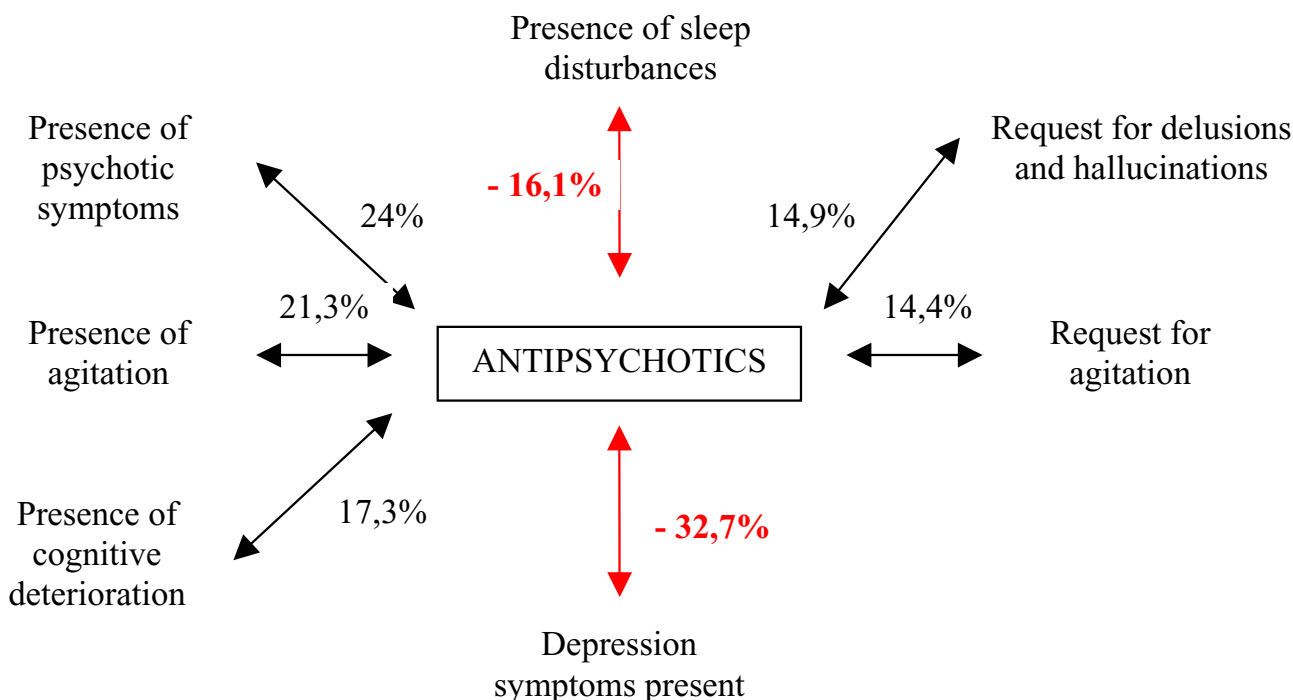 Presence of sleep
disturbances
Presence of
psychotic
symptoms
Request for delusions
and hallucinations
- 16,1%
24%
14,9%
21,3%
14,4%
Presence of
agitation
ANTIPSYCHOTICS
Request for
agitation
17,3%
- 32,7%
Presence of
cognitive
deterioration
Depression
symptoms present